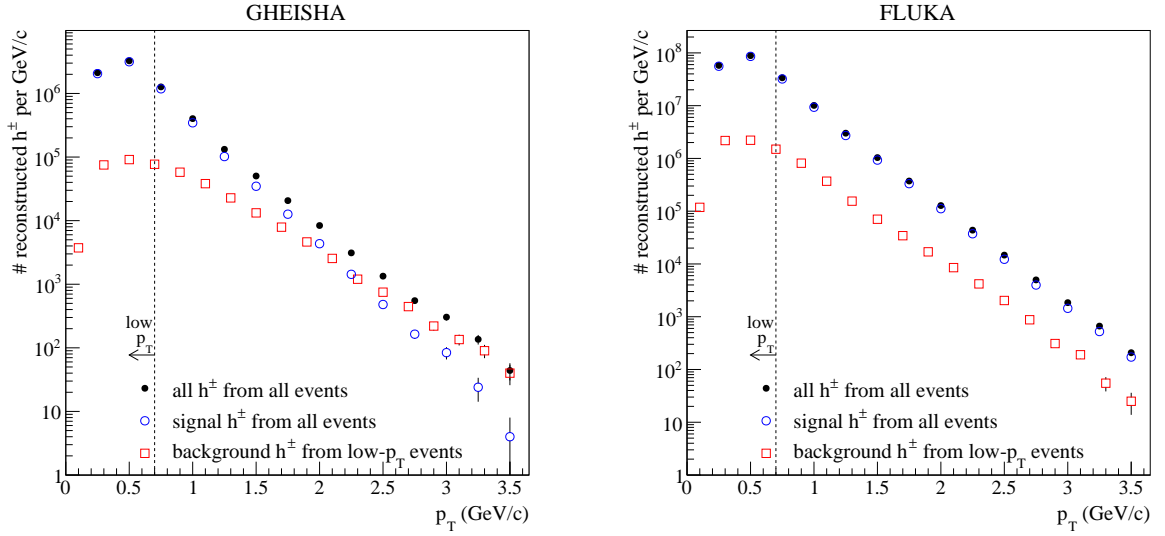 GHEISHA
# reconstructed h± per GeV/c
10⁶
10⁵
10⁴
10³
10²
10
1
low
p_T
all h± from all events
signal h± from all events
background h± from low-p_T events
0 0.5 1 1.5 2 2.5 3 3.5
p_T (GeV/c)
FLUKA
# reconstructed h± per GeV/c
10⁸
10⁷
10⁶
10⁵
10⁴
10³
10²
10
1
low
p_T
all h± from all events
signal h± from all events
background h± from low-p_T events
0 0.5 1 1.5 2 2.5 3 3.5
p_T (GeV/c)